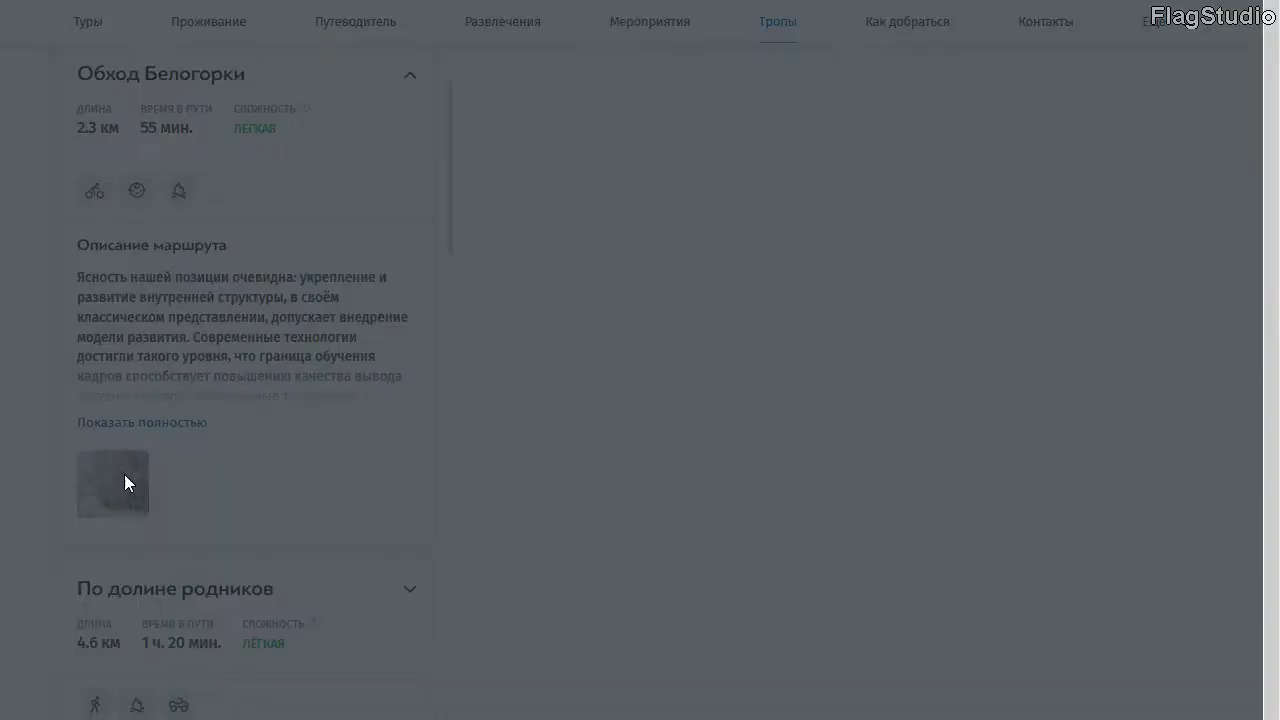 FlagStudio
Туры Проживание Путеводитель Развлечения Мероприятия Тропы Как добраться Контакты
Обход Белогорки
ДЛИНА ВРЕМЯ В ПУТИ СЛОЖНОСТЬ
2.3 км 55 мин. ЛЕГКАЯ
Описание маршрута
Ясность нашей позиции очевидна: укрепление и
развитие внутренней структуры, в своём
классическом представлении, допускает внедрение
модели развития. Современные технологии
достигли такого уровня, что граница обучения
кадров способствует повышению качества вывода
Показать полностью
По долине родников
ДЛИНА ВРЕМЯ В ПУТИ СЛОЖНОСТЬ
4.6 км 1 ч. 20 мин. ЛЁГКАЯ